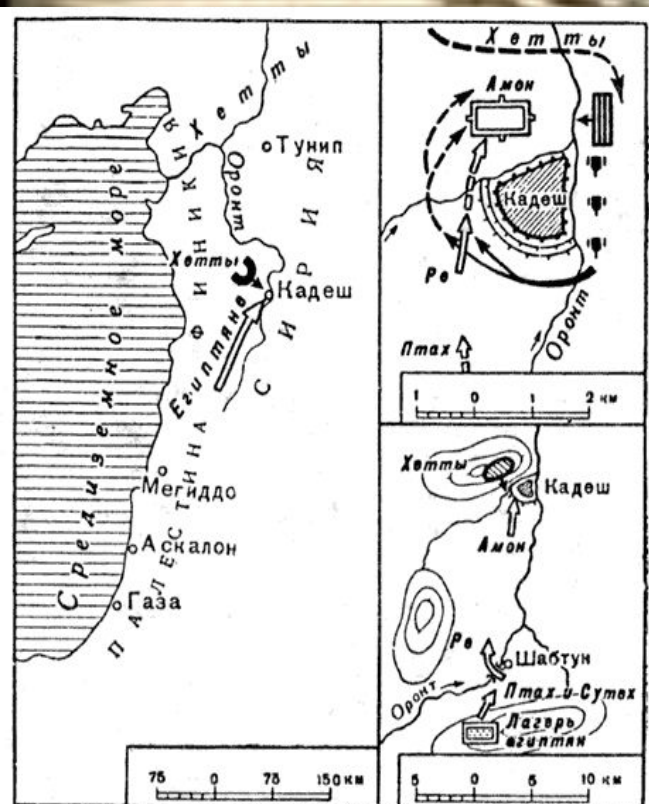 Хетты
Тунип
Оронт
ФИНИКИЯ
СИРИЯ
Средиземное море
Хетты
Кадеш
Египтяне
ПАЛЕСТИНА
Мегиддо
Аскалон
Газа
75 0 75 150 км
Хетты
Амон
Кадеш
Ре
Оронт
Птах
1 0 1 2 км
Хетты
Кадеш
Амон
Ре
Шабтун
Оронт
Птах и Сутех
Лагерь
египтян
5 0 5 10 км